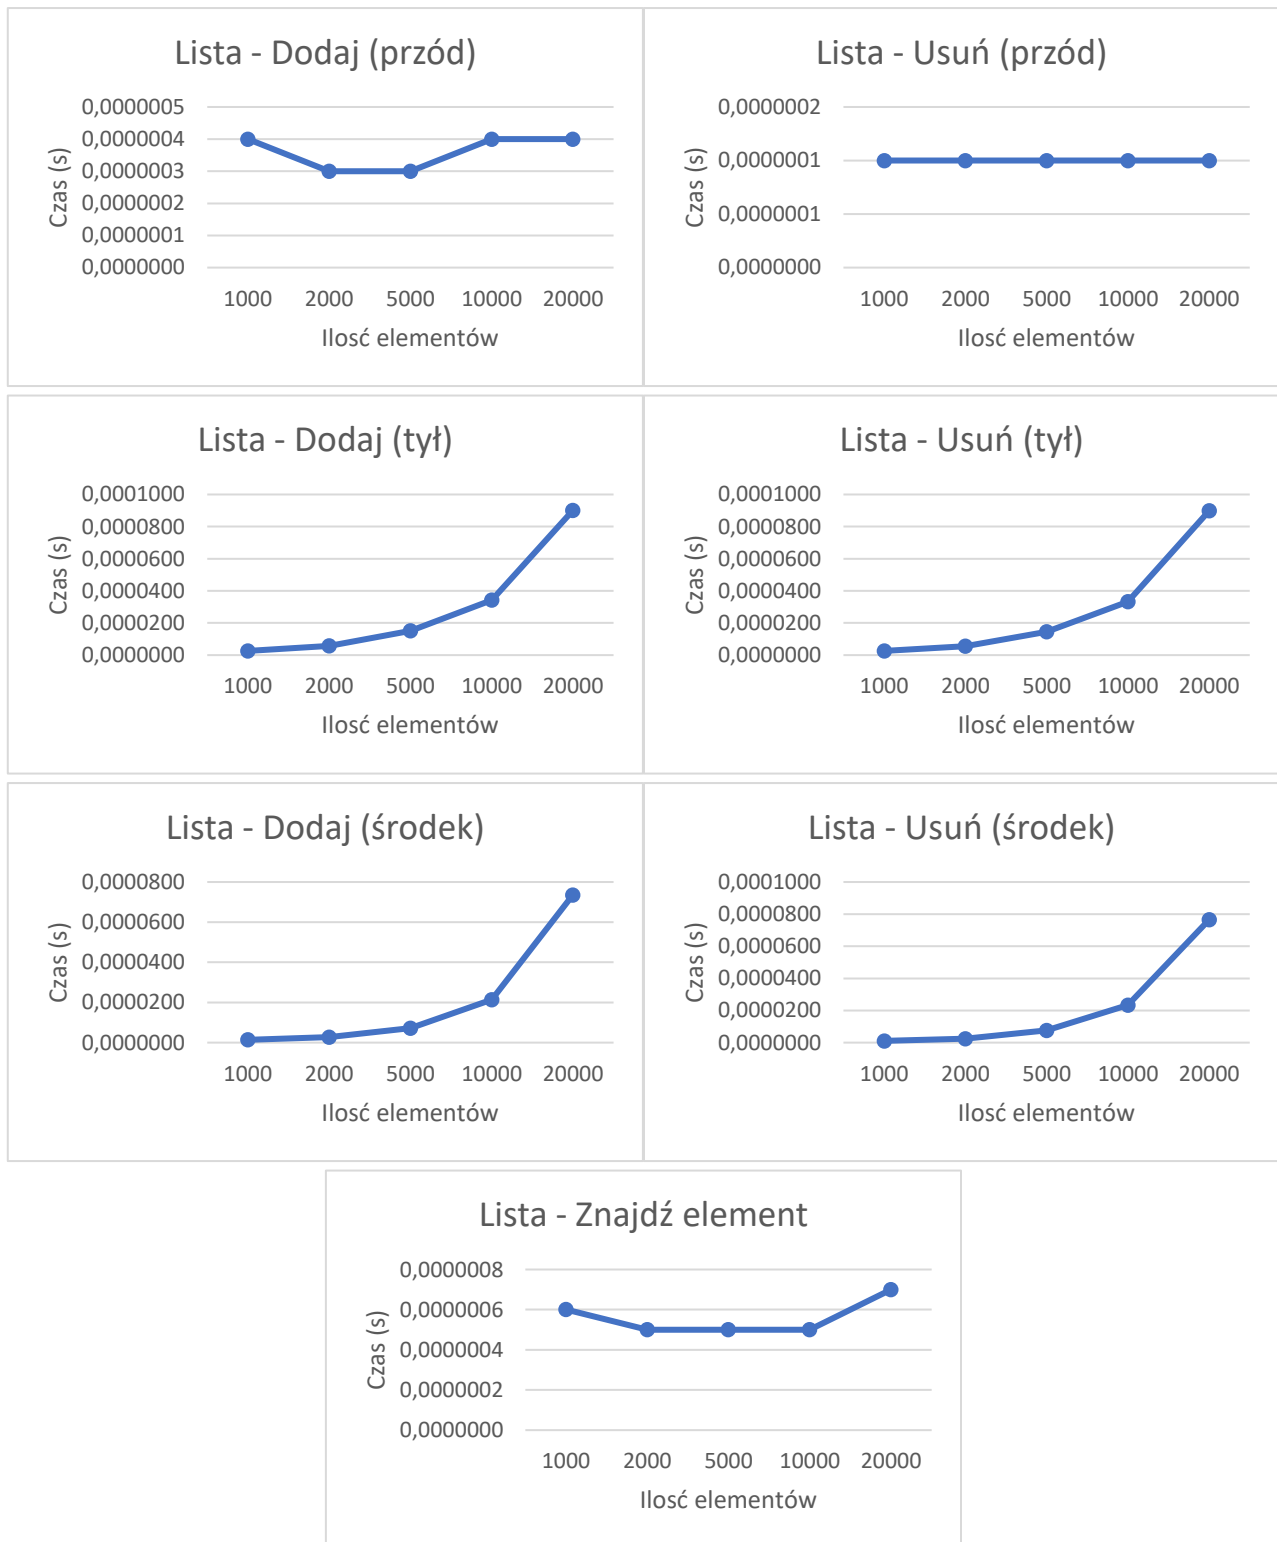 Lista - Dodaj (przód)
0,0000005
0,0000004
0,0000003
0,0000002
0,0000001
0,0000000
Czas (s)
1000 2000 5000 10000 20000
Ilosć elementów
Lista - Usuń (przód)
0,0000002
0,0000001
0,0000001
0,0000000
Czas (s)
1000 2000 5000 10000 20000
Ilosć elementów
Lista - Dodaj (tył)
0,0001000
0,0000800
0,0000600
0,0000400
0,0000200
0,0000000
Czas (s)
1000 2000 5000 10000 20000
Ilosć elementów
Lista - Usuń (tył)
0,0001000
0,0000800
0,0000600
0,0000400
0,0000200
0,0000000
Czas (s)
1000 2000 5000 10000 20000
Ilosć elementów
Lista - Dodaj (środek)
0,0000800
0,0000600
0,0000400
0,0000200
0,0000000
Czas (s)
1000 2000 5000 10000 20000
Ilosć elementów
Lista - Usuń (środek)
0,0001000
0,0000800
0,0000600
0,0000400
0,0000200
0,0000000
Czas (s)
1000 2000 5000 10000 20000
Ilosć elementów
Lista - Znajdź element
0,0000008
0,0000006
0,0000004
0,0000002
0,0000000
Czas (s)
1000 2000 5000 10000 20000
Ilosć elementów